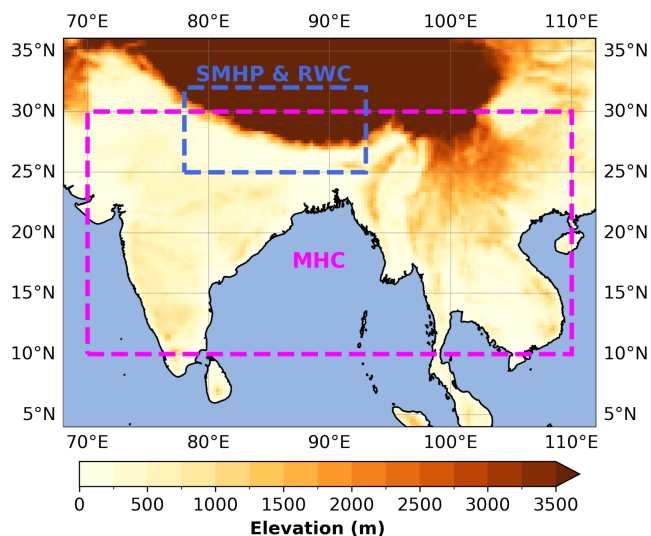 70°E 80°E 90°E 100°E 110°E
35°N 35°N
SMHP & RWC
30°N 30°N
25°N 25°N
20°N 20°N
MHC
15°N 15°N
10°N 10°N
5°N 5°N
70°E 80°E 90°E 100°E 110°E
0 500 1000 1500 2000 2500 3000 3500
Elevation (m)